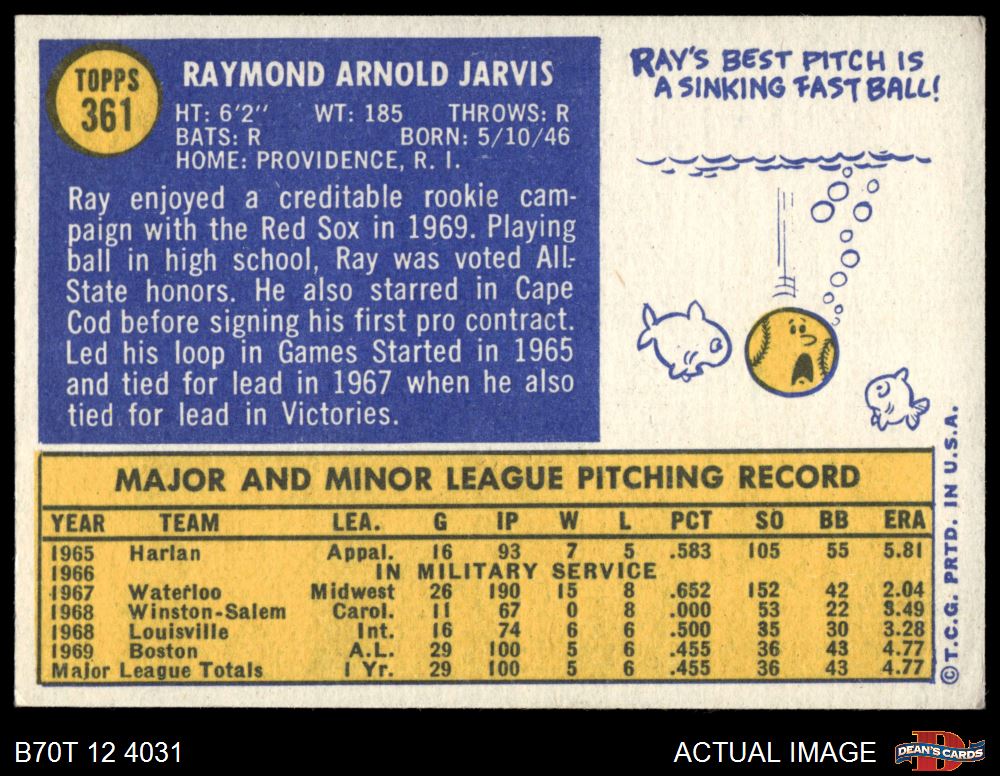 TOPPS
361
RAYMOND ARNOLD JARVIS
HT: 6'2" WT: 185 THROWS: R
BATS: R BORN: 5/10/46
HOME: PROVIDENCE, R. I.
Ray enjoyed a creditable rookie cam-
paign with the Red Sox in 1969. Playing
ball in high school, Ray was voted All-
State honors. He also starred in Cape
Cod before signing his first pro contract.
Led his loop in Games Started in 1965
and tied for lead in 1967 when he also
tied for lead in Victories.
RAY'S BEST PITCH IS
A SINKING FAST BALL!
MAJOR AND MINOR LEAGUE PITCHING RECORD
YEAR TEAM LEA. G IP W L PCT SO BB ERA
1965 Harlan Appal. 16 93 7 5 .583 105 55 5.81
1966 IN MILITARY SERVICE
1967 Waterloo Midwest 26 190 15 8 .652 152 42 2.04
1968 Winston-Salem Carol. 11 67 0 8 .000 53 22 3.49
1968 Louisville Int. 16 74 6 6 .500 35 30 3.28
1969 Boston A.L. 29 100 5 6 .455 36 43 4.77
Major League Totals 1 Yr. 29 100 5 6 .455 36 43 4.77
©T.C.G. PRTD. IN U.S.A.
B70T 12 4031
ACTUAL IMAGE
DEAN'S CARDS